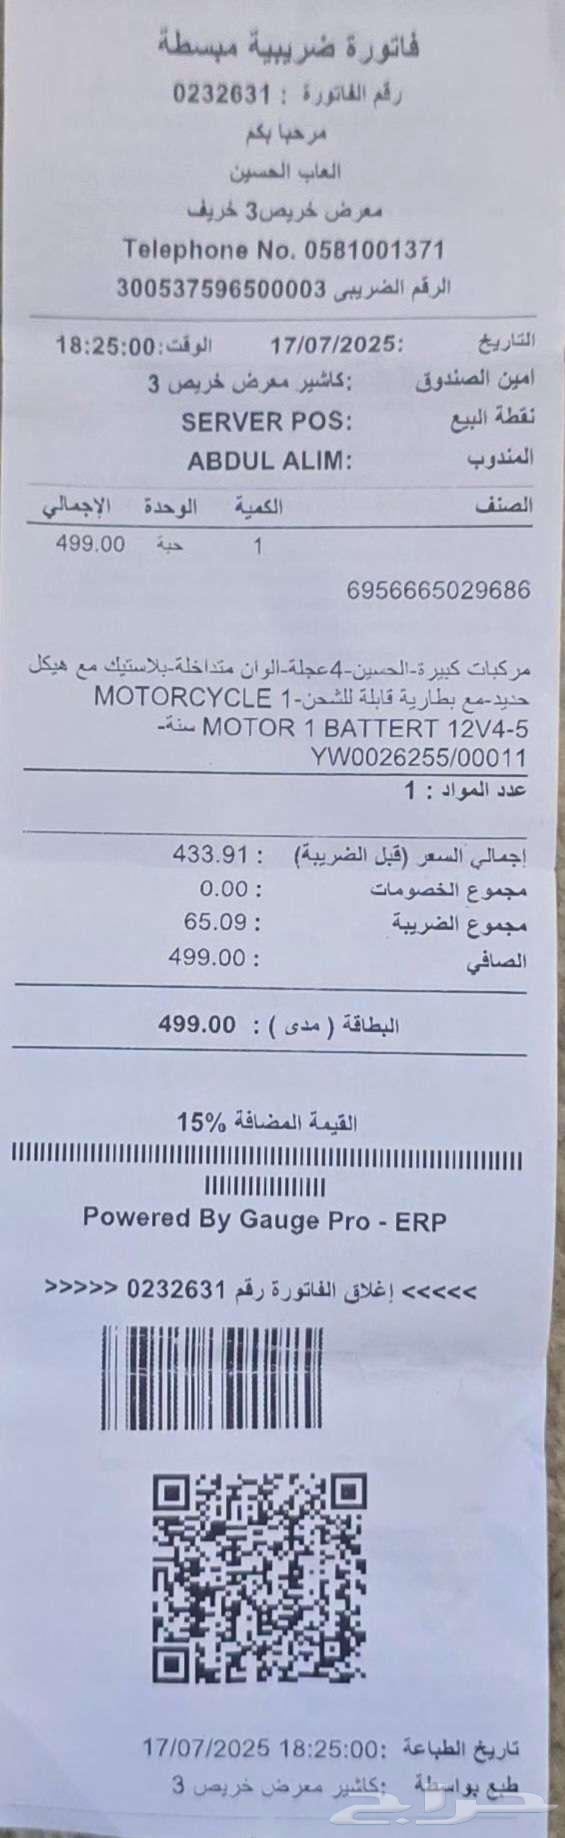 فاتورة ضريبية مبسطة
رقم الفاتورة : 0232631
مرحبا بكم
العاب الحسين
معرض خريص3 خريف
Telephone No. 0581001371
الرقم الضريبى 300537596500003
التاريخ :17/07/2025 الوقت:18:25:00
امين الصندوق :كاشير معرض خريص 3
نقطة البيع SERVER POS:
المندوب ABDUL ALIM:
الصنف الكمية الوحدة الإجمالي
1 حبة 499.00
6956665029686
مركبات كبيرة-الحسين-4عجلة-الوان متداخلة-بلاستيك مع هيكل
حديد-مع بطارية قابلة للشحن-1 MOTORCYCLE
MOTOR 1 BATTERT 12V4-5 سنة-
YW0026255/00011
عدد المواد : 1
إجمالي السعر (قبل الضريبة) : 433.91
مجموع الخصومات : 0.00
مجموع الضريبة : 65.09
الصافي : 499.00
البطاقة ( مدى ) : 499.00
القيمة المضافة %15
Powered By Gauge Pro - ERP
>>>>> إغلاق الفاتورة رقم 0232631 <<<<<
تاريخ الطباعة :17/07/2025 18:25:00
طبع بواسطة :كاشير معرض خريص 3
حراج